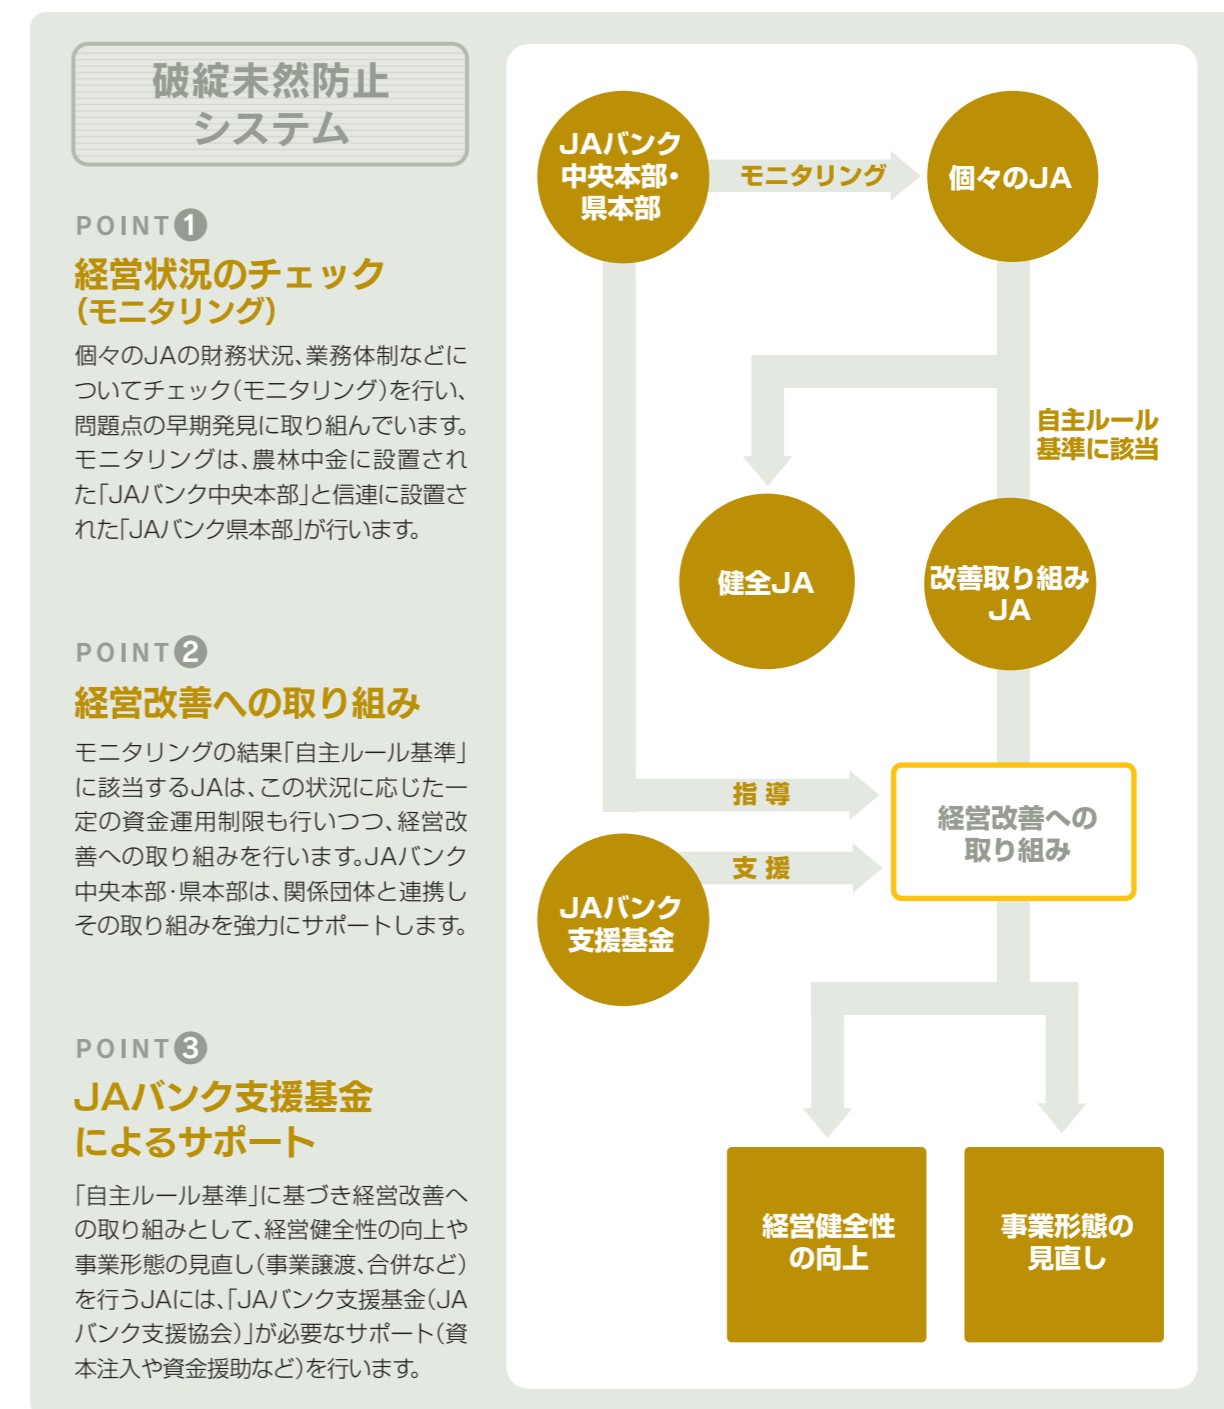 破綻未然防止
システム
POINT❶
経営状況のチェック
(モニタリング)
個々のJAの財務状況、業務体制などに
ついてチェック(モニタリング)を行い、
問題点の早期発見に取り組んでいます。
モニタリングは、農林中金に設置され
た「JAバンク中央本部」と信連に設置さ
れた「JAバンク県本部」が行います。
POINT❷
経営改善への取り組み
モニタリングの結果「自主ルール基準」
に該当するJAは、この状況に応じた一
定の資金運用制限も行いつつ、経営改
善への取り組みを行います。JAバンク
中央本部・県本部は、関係団体と連携し
その取り組みを強力にサポートします。
POINT❸
JAバンク支援基金
によるサポート
「自主ルール基準」に基づき経営改善へ
の取り組みとして、経営健全性の向上や
事業形態の見直し(事業譲渡、合併など)
を行うJAには、「JAバンク支援基金(JA
バンク支援協会)」が必要なサポート(資
本注入や資金援助など)を行います。
JAバンク
中央本部・
県本部
モニタリング
個々のJA
自主ルール
基準に該当
健全JA
改善取り組み
JA
指導
経営改善への
取り組み
支援
JAバンク
支援基金
経営健全性
の向上
事業形態の
見直し